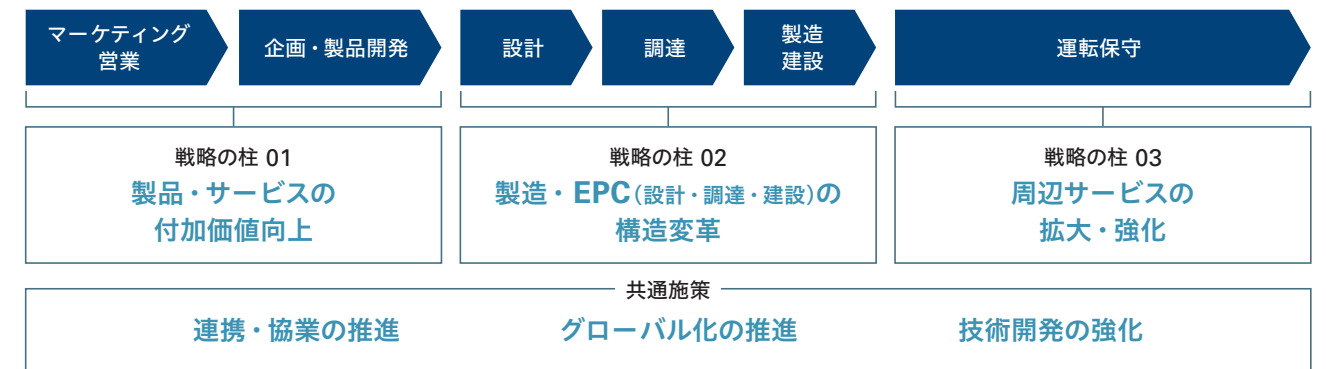 マーケティング
営業
企画・製品開発
設計
調達
製造
建設
運転保守
戦略の柱 01
製品・サービスの
付加価値向上
戦略の柱 02
製造・EPC(設計・調達・建設)の
構造変革
戦略の柱 03
周辺サービスの
拡大・強化
共通施策
連携・協業の推進
グローバル化の推進
技術開発の強化